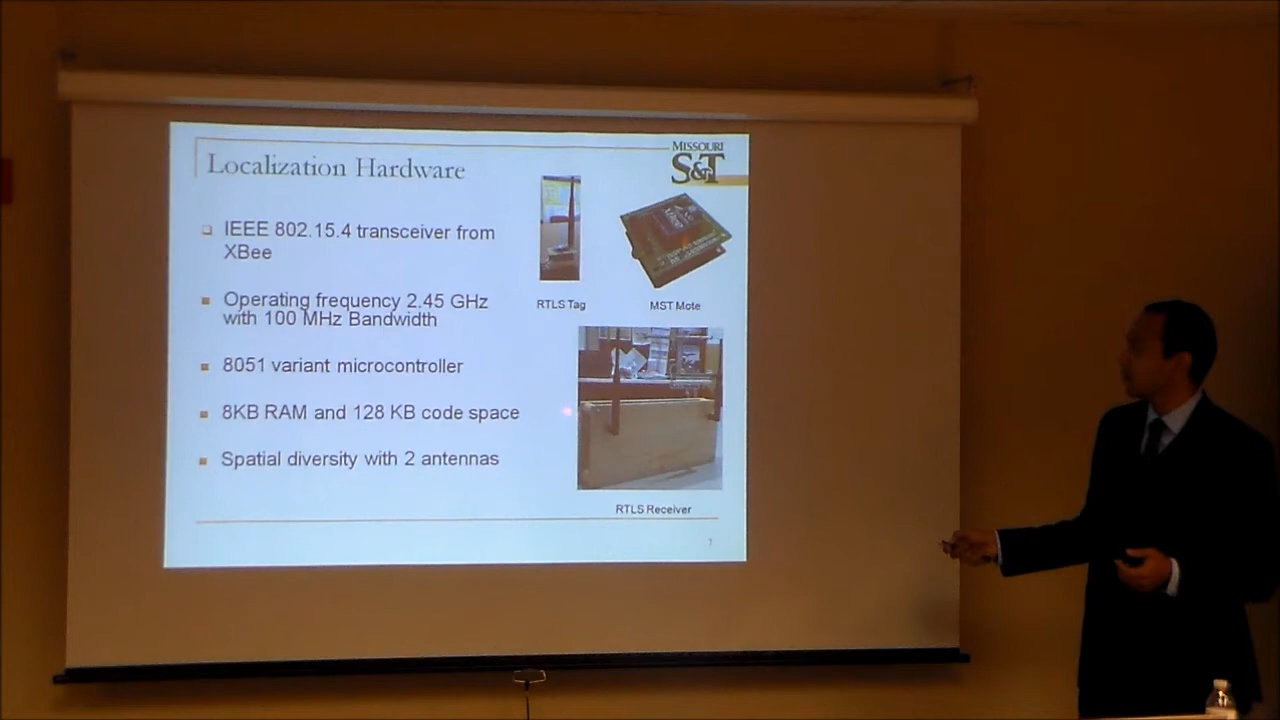 Localization Hardware
MISSOURI
S&T
IEEE 802.15.4 transceiver from
XBee
Operating frequency 2.45 GHz
with 100 MHz Bandwidth
8051 variant microcontroller
8KB RAM and 128 KB code space
Spatial diversity with 2 antennas
RTLS Tag
MST Mote
RTLS Receiver
7